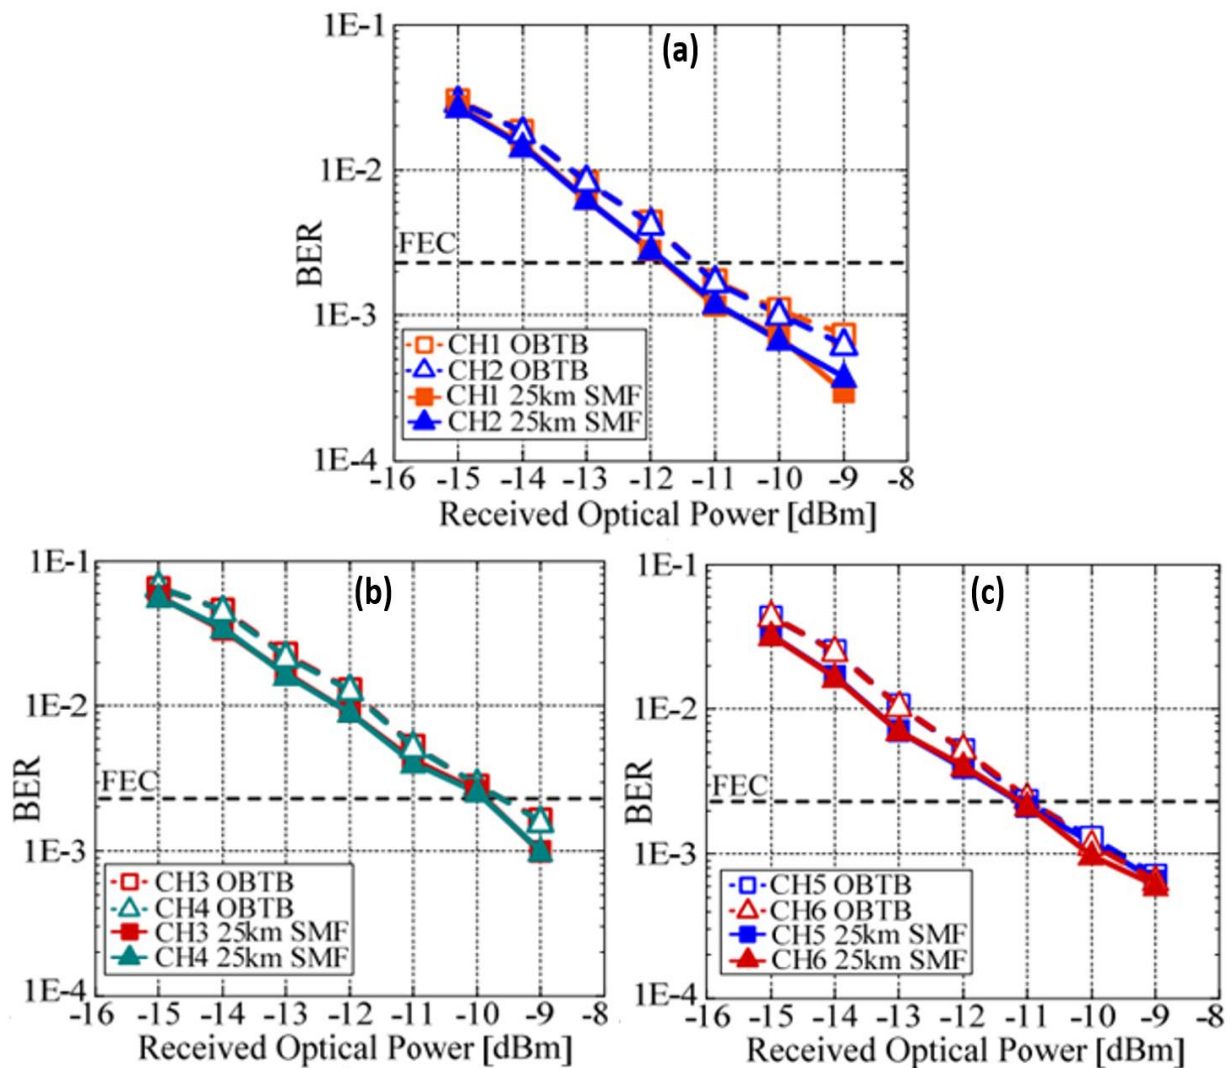 (a)
1E-1
1E-2
1E-3
1E-4
BER
FEC
CH1 OBTB
CH2 OBTB
CH1 25km SMF
CH2 25km SMF
-16 -15 -14 -13 -12 -11 -10 -9 -8
Received Optical Power [dBm]
(b)
1E-1
1E-2
1E-3
1E-4
BER
FEC
CH3 OBTB
CH4 OBTB
CH3 25km SMF
CH4 25km SMF
-16 -15 -14 -13 -12 -11 -10 -9 -8
Received Optical Power [dBm]
(c)
1E-1
1E-2
1E-3
1E-4
BER
FEC
CH5 OBTB
CH6 OBTB
CH5 25km SMF
CH6 25km SMF
-16 -15 -14 -13 -12 -11 -10 -9 -8
Received Optical Power [dBm]